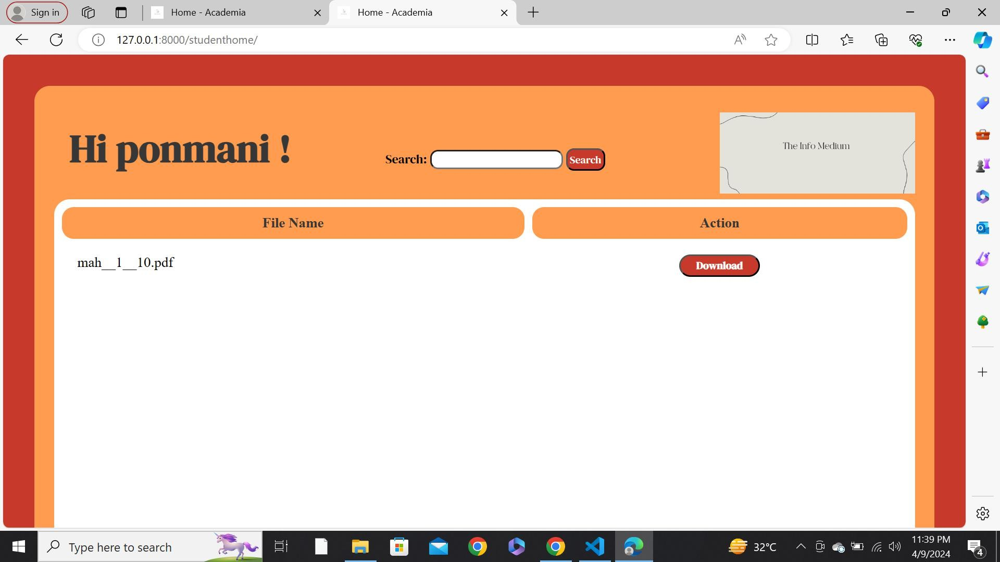 Sign in
Home - Academia
Home - Academia
127.0.0.1:8000/studenthome/
Hi ponmani !
Search:
Search
The Info Medium
File Name
Action
mah__1__10.pdf
Download
Type here to search
32°C
11:39 PM
4/9/2024
4